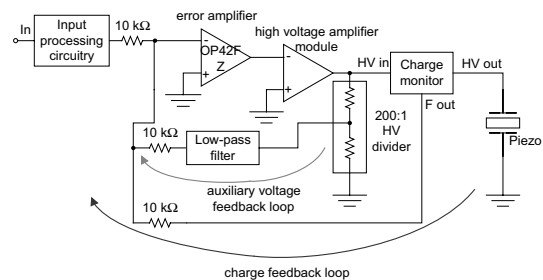 In
Input
processing
circuitry
10 kΩ
error amplifier
-
OP42F
Z
+
high voltage amplifier
module
-
+
HV in
Charge
monitor
HV out
F out
200:1
HV
divider
Piezo
10 kΩ
Low-pass
filter
auxiliary voltage
feedback loop
10 kΩ
charge feedback loop